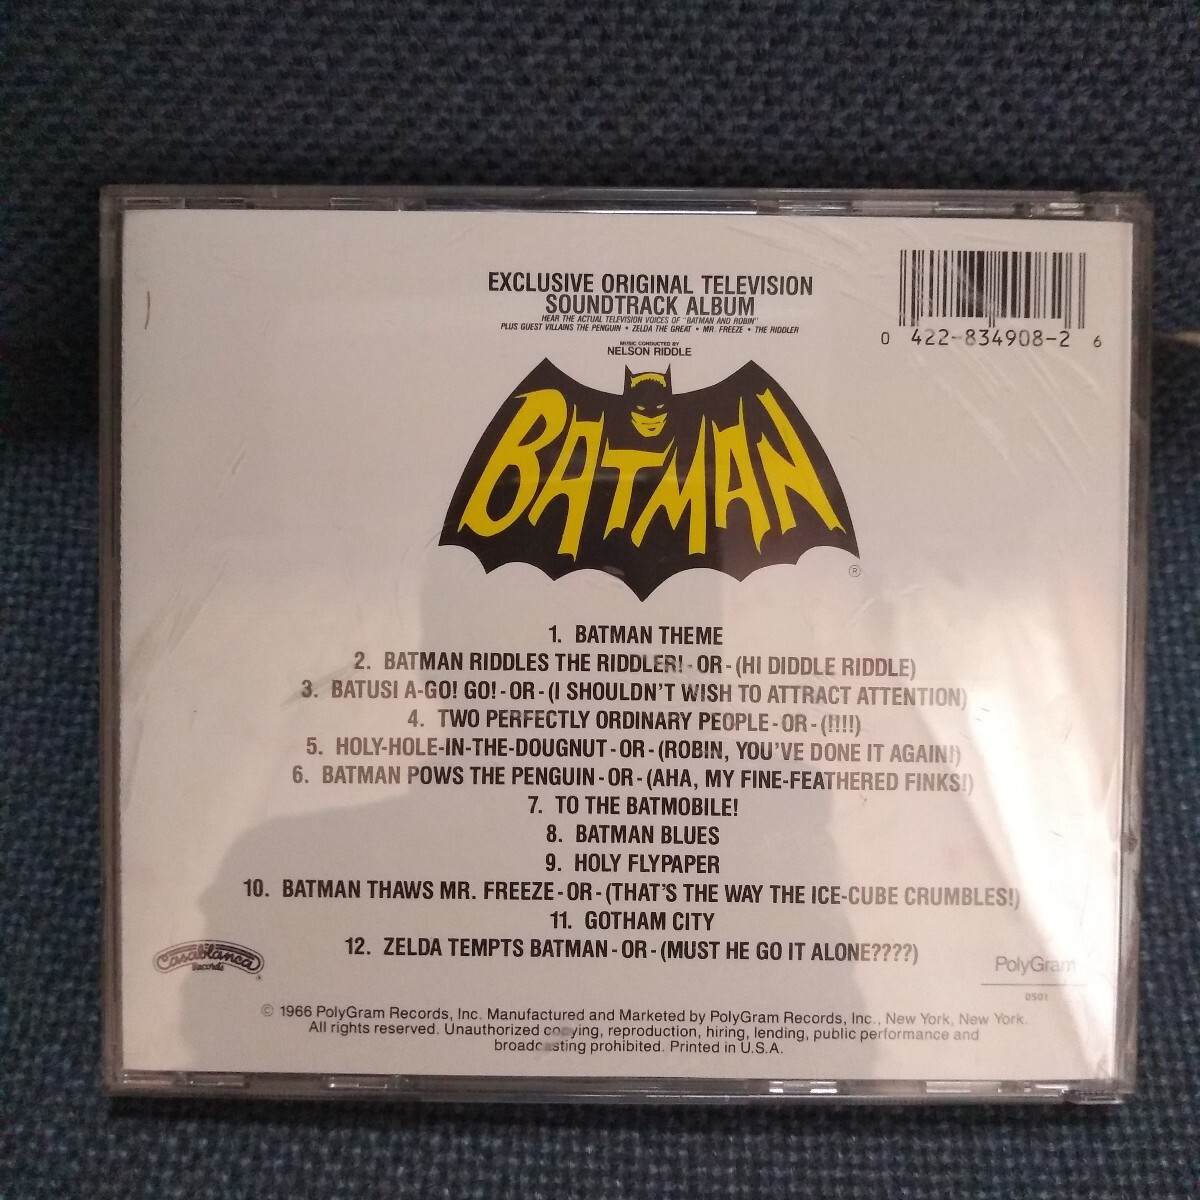 EXCLUSIVE ORIGINAL TELEVISION
SOUNDTRACK ALBUM
HEAR THE ACTUAL TELEVISION VOICES OF "BATMAN AND ROBIN"
PLUS GUEST VILLAINS THE PENGUIN • ZELDA THE GREAT • MR. FREEZE • THE RIDDLER
MUSIC CONDUCTED BY
NELSON RIDDLE
0 422-834908-2 6
BATMAN
®
1. BATMAN THEME
2. BATMAN RIDDLES THE RIDDLER! - OR - (HI DIDDLE RIDDLE)
3. BATUSI A-GO! GO! - OR - (I SHOULDN'T WISH TO ATTRACT ATTENTION)
4. TWO PERFECTLY ORDINARY PEOPLE - OR - (!!!!)
5. HOLY-HOLE-IN-THE-DOUGNUT - OR - (ROBIN, YOU'VE DONE IT AGAIN!)
6. BATMAN POWS THE PENGUIN - OR - (AHA, MY FINE-FEATHERED FINKS!)
7. TO THE BATMOBILE!
8. BATMAN BLUES
9. HOLY FLYPAPER
10. BATMAN THAWS MR. FREEZE - OR - (THAT'S THE WAY THE ICE-CUBE CRUMBLES!)
11. GOTHAM CITY
12. ZELDA TEMPTS BATMAN - OR - (MUST HE GO IT ALONE????)
Casablanca
Records
PolyGram
0501
© 1966 PolyGram Records, Inc. Manufactured and Marketed by PolyGram Records, Inc., New York, New York.
All rights reserved. Unauthorized copying, reproduction, hiring, lending, public performance and
broadcasting prohibited. Printed in U.S.A.